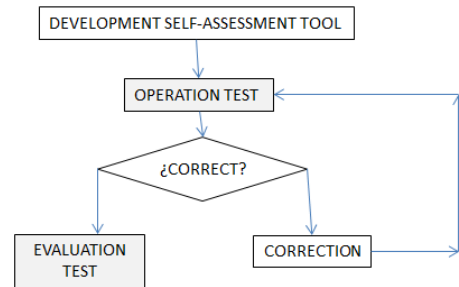 DEVELOPMENT SELF-ASSESSMENT TOOL
OPERATION TEST
¿CORRECT?
EVALUATION
TEST
CORRECTION